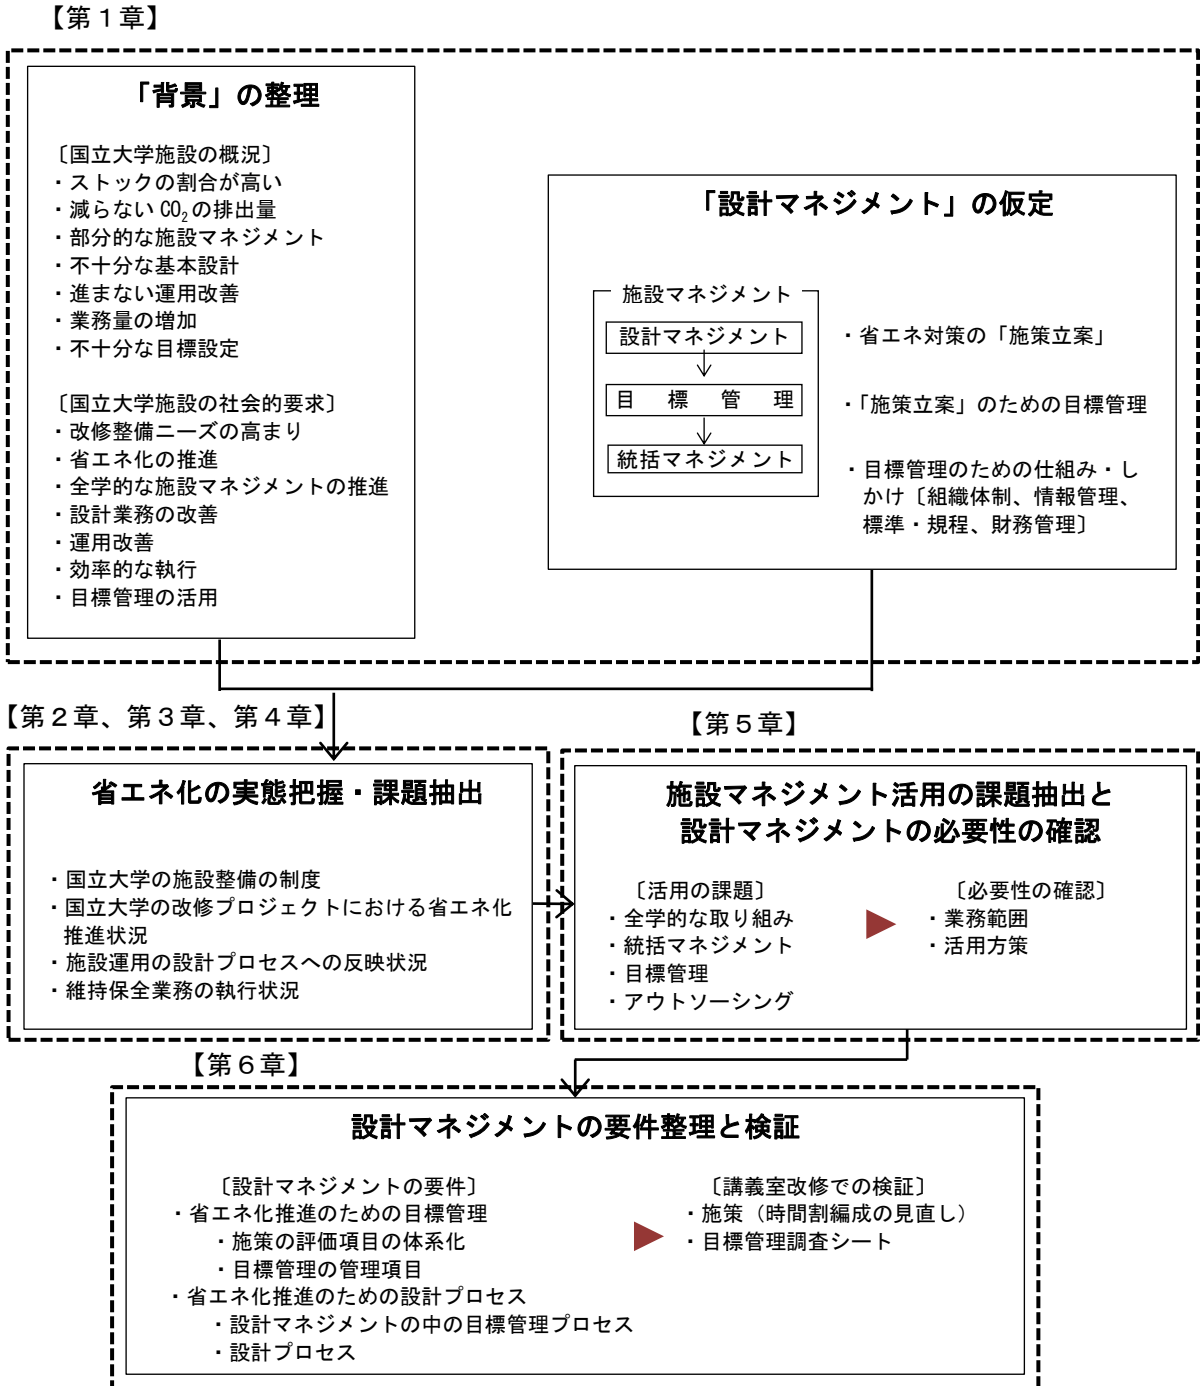 【第１章】
「背景」の整理
〔国立大学施設の概況〕
・ストックの割合が高い
・減らない CO2の排出量
・部分的な施設マネジメント
・不十分な基本設計
・進まない運用改善
・業務量の増加
・不十分な目標設定
〔国立大学施設の社会的要求〕
・改修整備ニーズの高まり
・省エネ化の推進
・全学的な施設マネジメントの推進
・設計業務の改善
・運用改善
・効率的な執行
・目標管理の活用
「設計マネジメント」の仮定
施設マネジメント
設計マネジメント
目　標　管　理
統括マネジメント
・省エネ対策の「施策立案」
・「施策立案」のための目標管理
・目標管理のための仕組み・し
かけ〔組織体制、情報管理、
標準・規程、財務管理〕
【第２章、第３章、第４章】
省エネ化の実態把握・課題抽出
・国立大学の施設整備の制度
・国立大学の改修プロジェクトにおける省エネ化
推進状況
・施設運用の設計プロセスへの反映状況
・維持保全業務の執行状況
【第５章】
施設マネジメント活用の課題抽出と
設計マネジメントの必要性の確認
〔活用の課題〕
・全学的な取り組み
・統括マネジメント
・目標管理
・アウトソーシング
〔必要性の確認〕
・業務範囲
・活用方策
【第６章】
設計マネジメントの要件整理と検証
〔設計マネジメントの要件〕
・省エネ化推進のための目標管理
・施策の評価項目の体系化
・目標管理の管理項目
・省エネ化推進のための設計プロセス
・設計マネジメントの中の目標管理プロセス
・設計プロセス
〔講義室改修での検証〕
・施策（時間割編成の見直し）
・目標管理調査シート